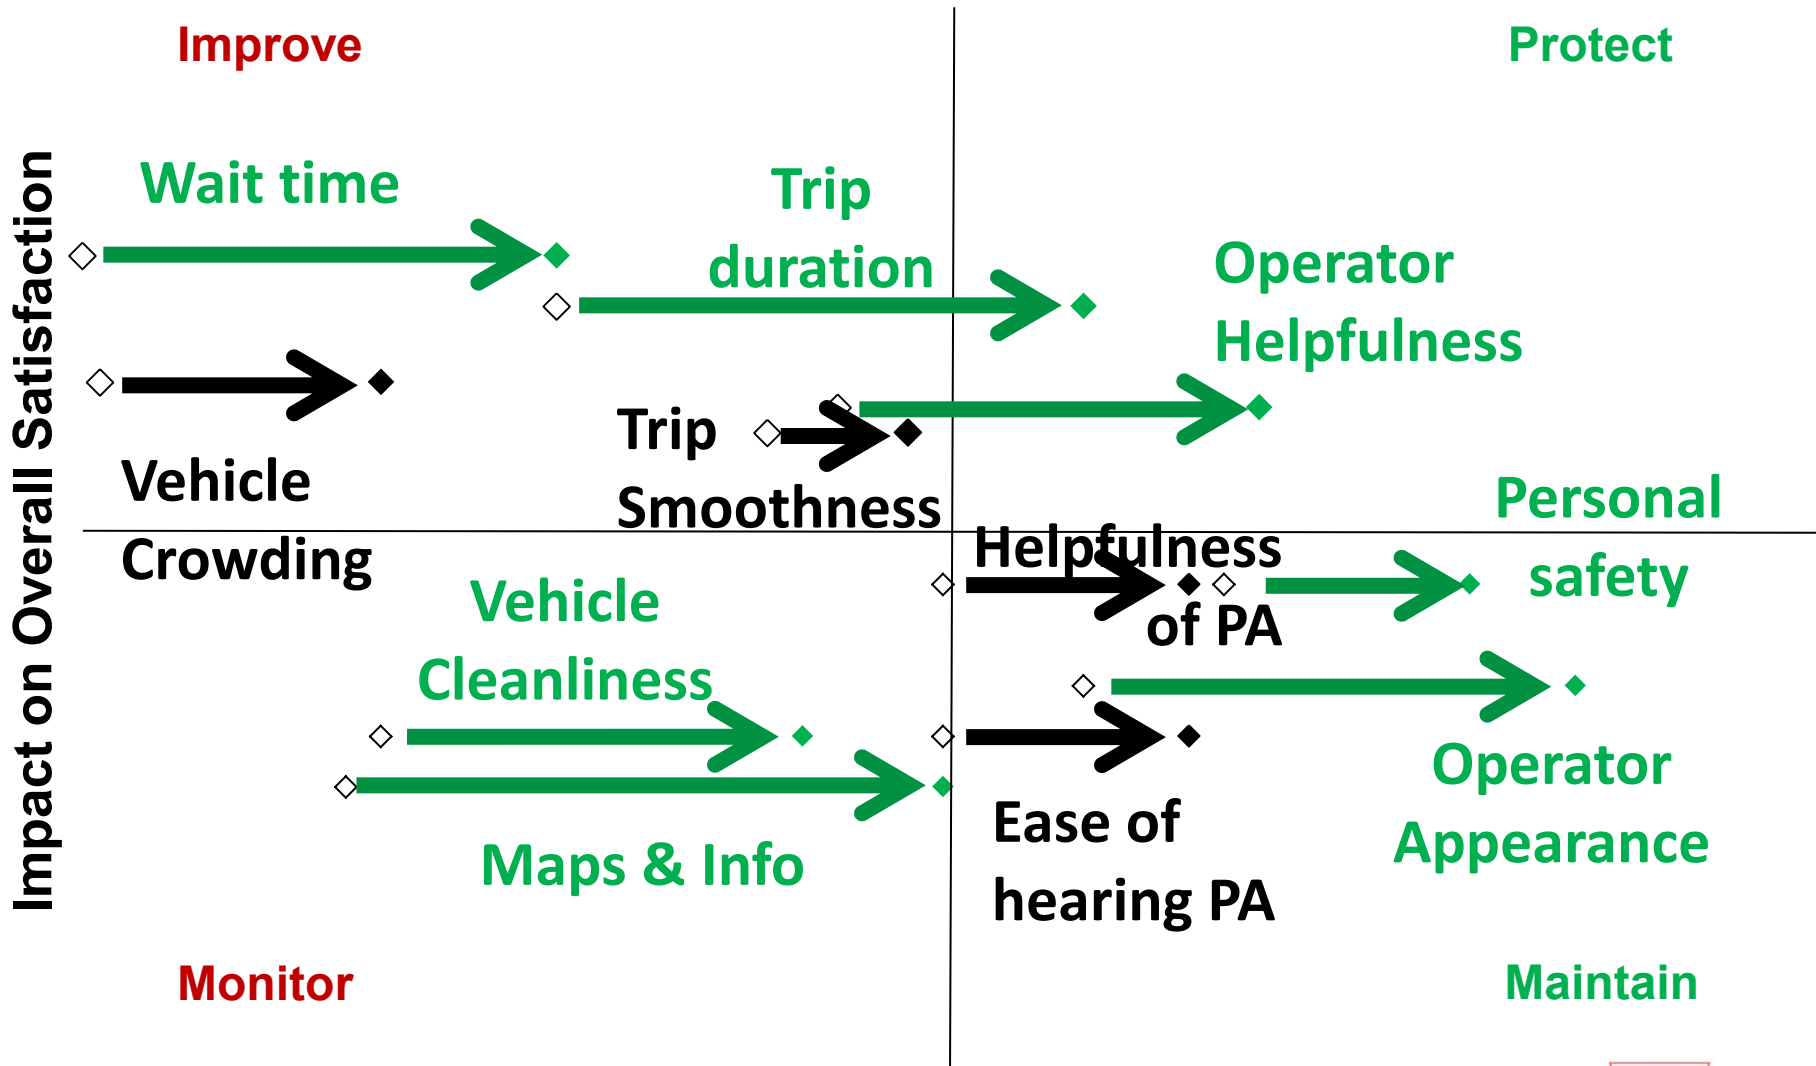 Improve
Protect
Impact on Overall Satisfaction
Wait time
Trip
duration
Operator
Helpfulness
Vehicle
Crowding
Trip
Smoothness
Personal
safety
Helpfulness
of PA
Vehicle
Cleanliness
Maps & Info
Ease of
hearing PA
Operator
Appearance
Monitor
Maintain